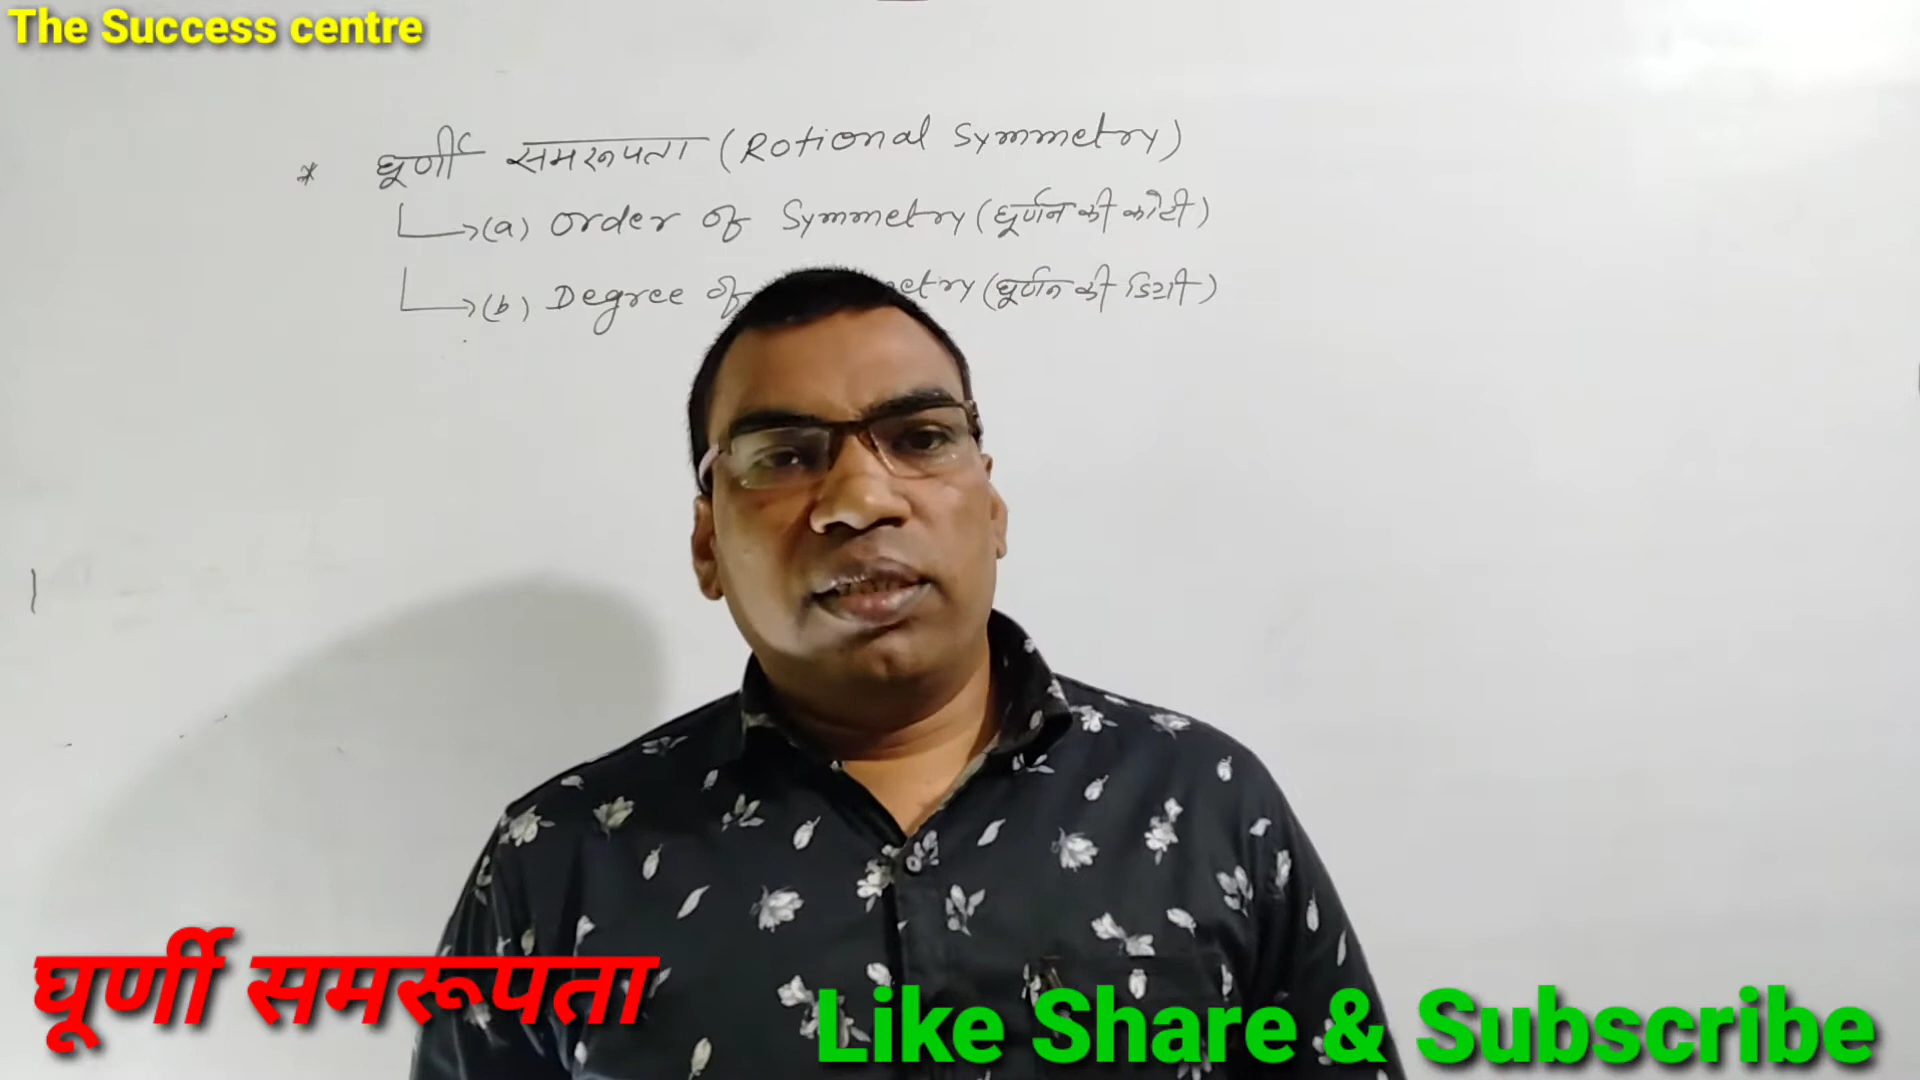 The Success centre
* घूर्णी समरूपता (Rotional Symmetry)
(a) Order of Symmetry (घूर्णन की कोटी)
(b) Degree of etry (घूर्णन की डिग्री)
घूर्णी समरूपता
Like Share & Subscribe